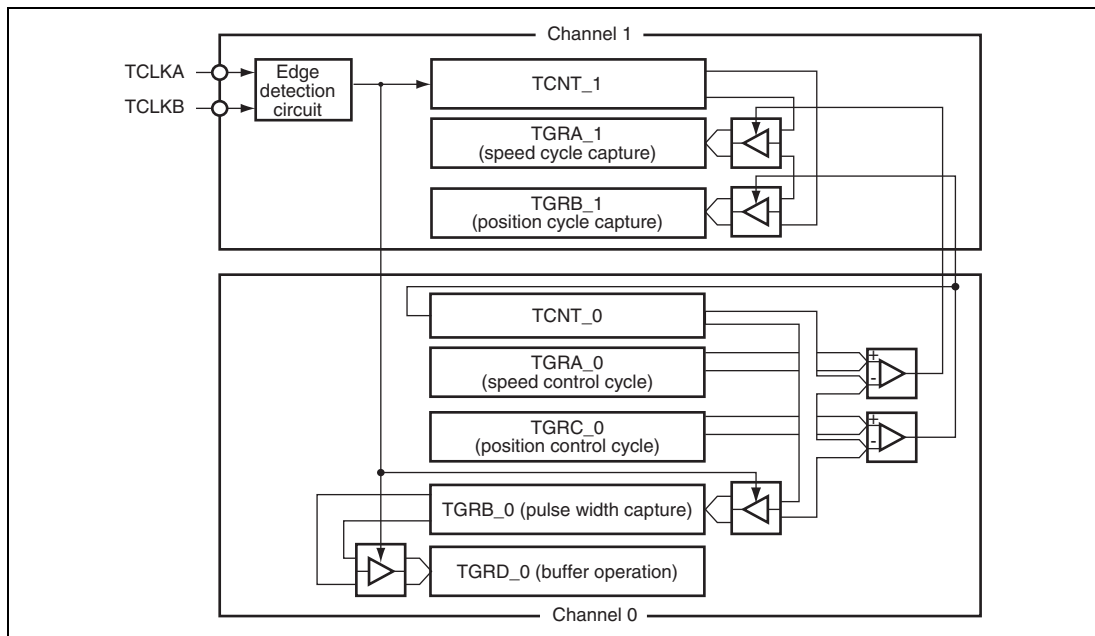 Channel 1
TCLKA
TCLKB
Edge
detection
circuit
TCNT_1
TGRA_1
(speed cycle capture)
TGRB_1
(position cycle capture)
TCNT_0
TGRA_0
(speed control cycle)
TGRC_0
(position control cycle)
+
-
+
-
TGRB_0 (pulse width capture)
TGRD_0 (buffer operation)
Channel 0